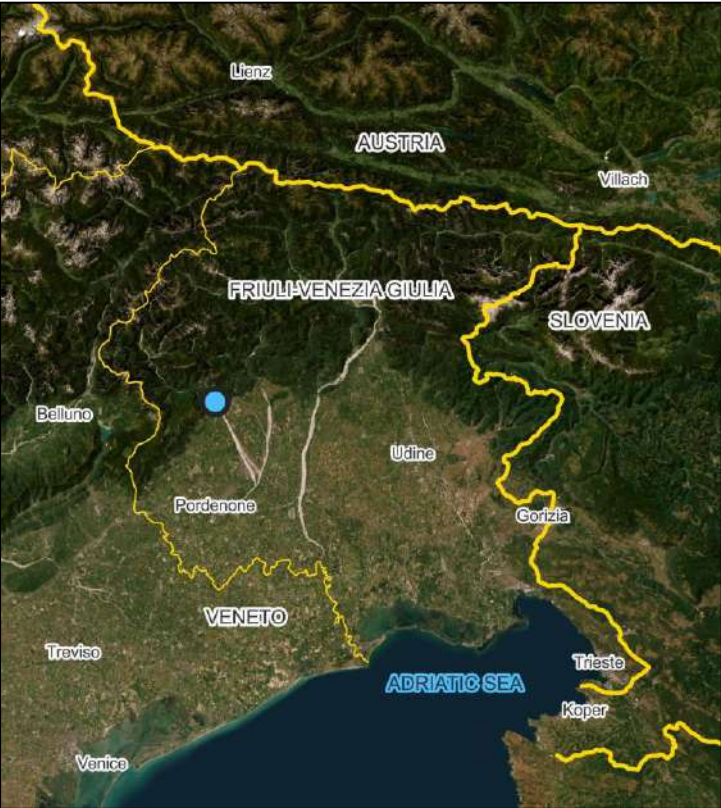 Lienz
AUSTRIA
Villach
FRIULI-VENEZIA GIULIA
SLOVENIA
Belluno
Udine
Pordenone
Gorizia
VENETO
Treviso
Trieste
ADRIATIC SEA
Koper
Venice